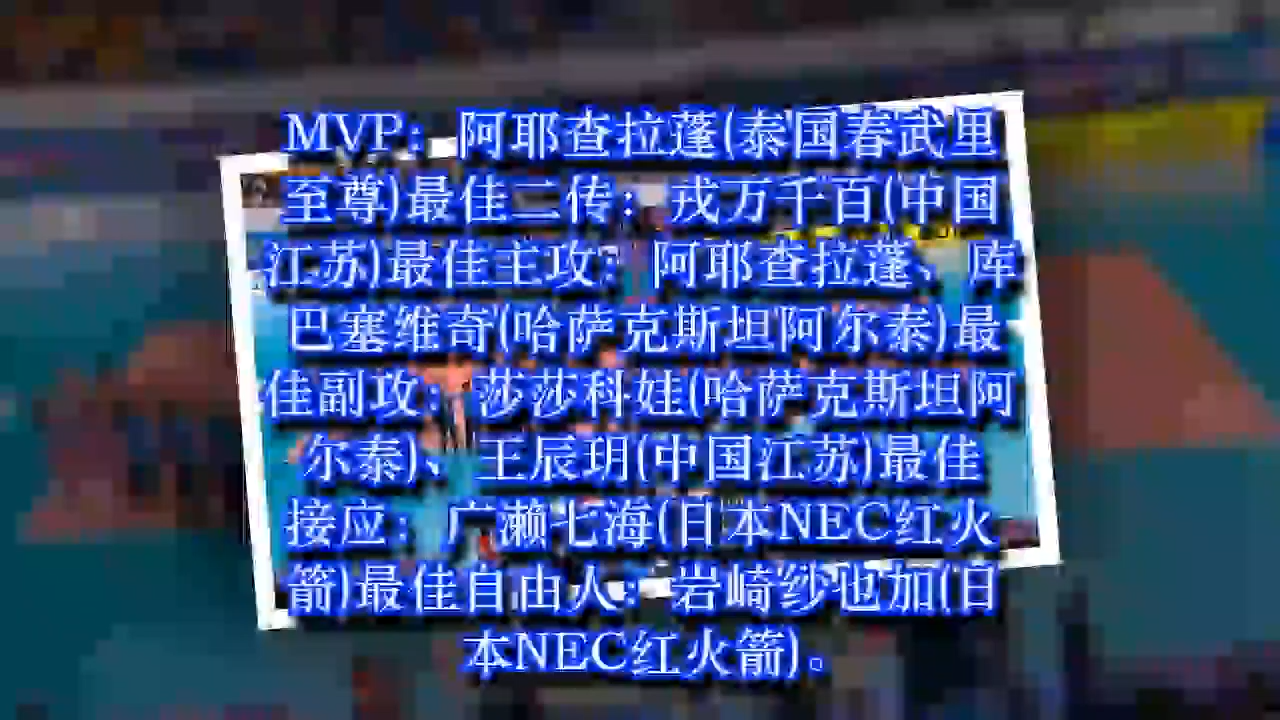 MVP：阿耶查拉蓬(泰国春武里
至尊)最佳二传：戎万千百(中国
江苏)最佳主攻：阿耶查拉蓬、库
巴塞维奇(哈萨克斯坦阿尔泰)最
佳副攻：莎莎科娃(哈萨克斯坦阿
尔泰)、王辰玥(中国江苏)最佳
接应：广濑七海(日本NEC红火
箭)最佳自由人：岩崎纱也加(日
本NEC红火箭)。